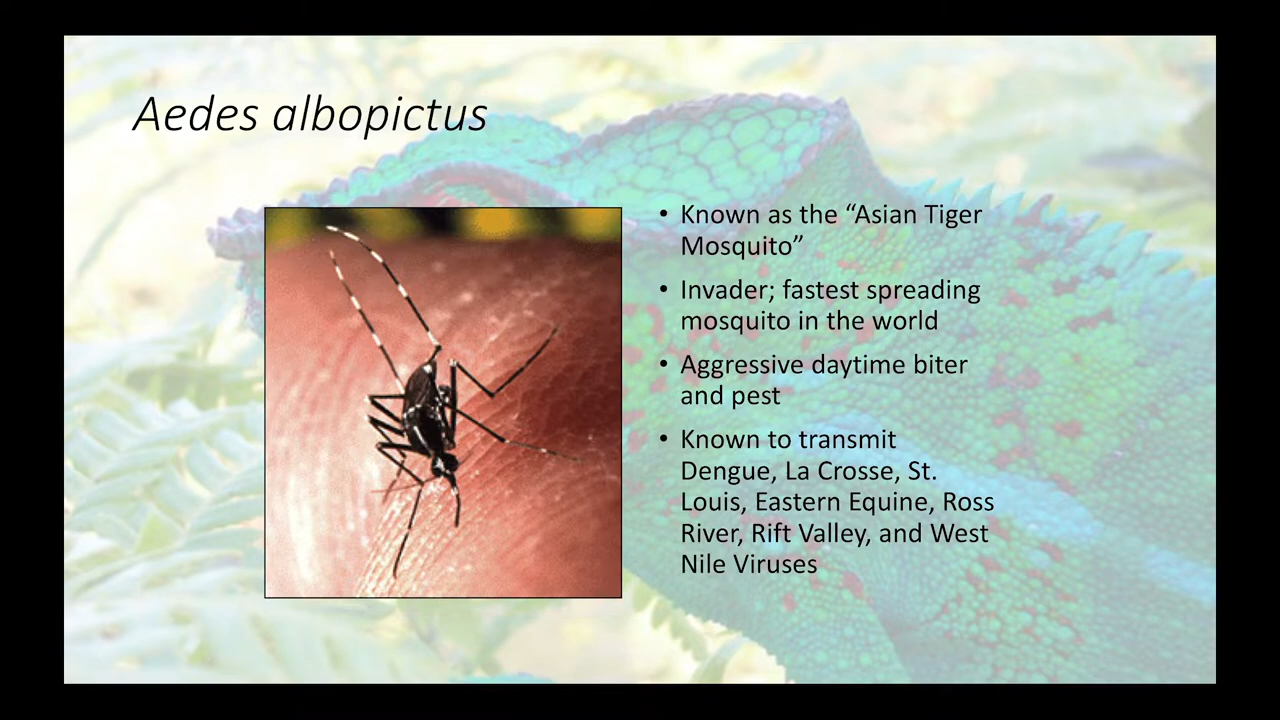 Aedes albopictus
• Known as the “Asian Tiger
Mosquito”
• Invader; fastest spreading
mosquito in the world
• Aggressive daytime biter
and pest
• Known to transmit
Dengue, La Crosse, St.
Louis, Eastern Equine, Ross
River, Rift Valley, and West
Nile Viruses